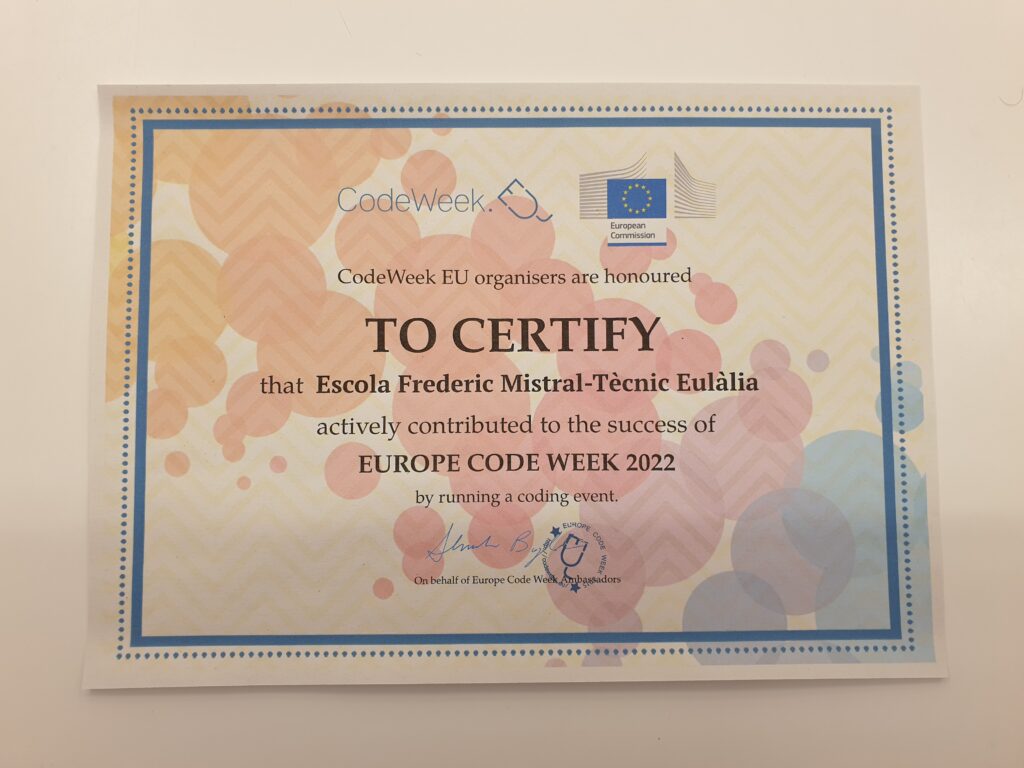 CodeWeek.EU
European
Commission
CodeWeek EU organisers are honoured
TO CERTIFY
that Escola Frederic Mistral-Tècnic Eulàlia
actively contributed to the success of
EUROPE CODE WEEK 2022
by running a coding event.
EUROPE CODE WEEK
On behalf of Europe Code Week Ambassadors